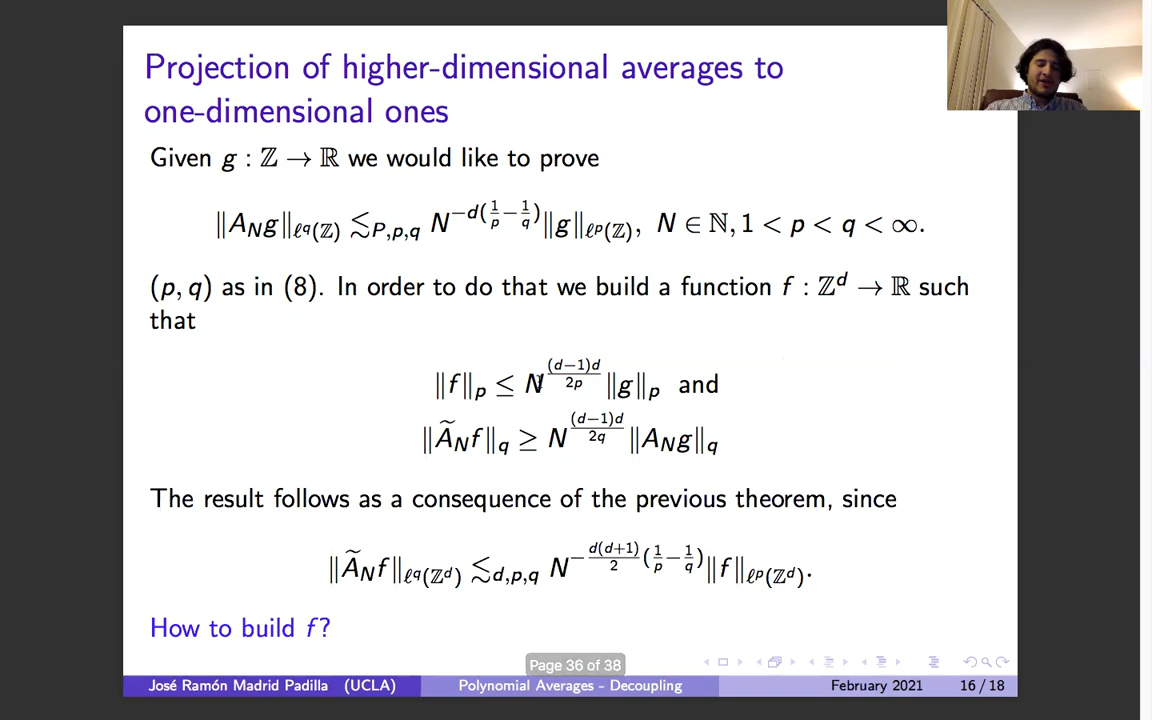 Projection of higher-dimensional averages to
one-dimensional ones
Given g : ℤ → ℝ we would like to prove
‖A_N g‖_{ℓ^q(ℤ)} ≲_{P,p,q} N^{-d(1/p - 1/q)} ‖g‖_{ℓ^p(ℤ)}, N ∈ ℕ, 1 < p < q < ∞.
(p, q) as in (8). In order to do that we build a function f : ℤ^d → ℝ such
that
‖f‖_p ≤ N^{(d-1)d/2p} ‖g‖_p and
‖Ã_N f‖_q ≥ N^{(d-1)d/2q} ‖A_N g‖_q
The result follows as a consequence of the previous theorem, since
‖Ã_N f‖_{ℓ^q(ℤ^d)} ≲_{d,p,q} N^{-d(d+1)/2 (1/p - 1/q)} ‖f‖_{ℓ^p(ℤ^d)}.
How to build f?
Page 36 of 38
José Ramón Madrid Padilla (UCLA) Polynomial Averages - Decoupling February 2021 16 / 18